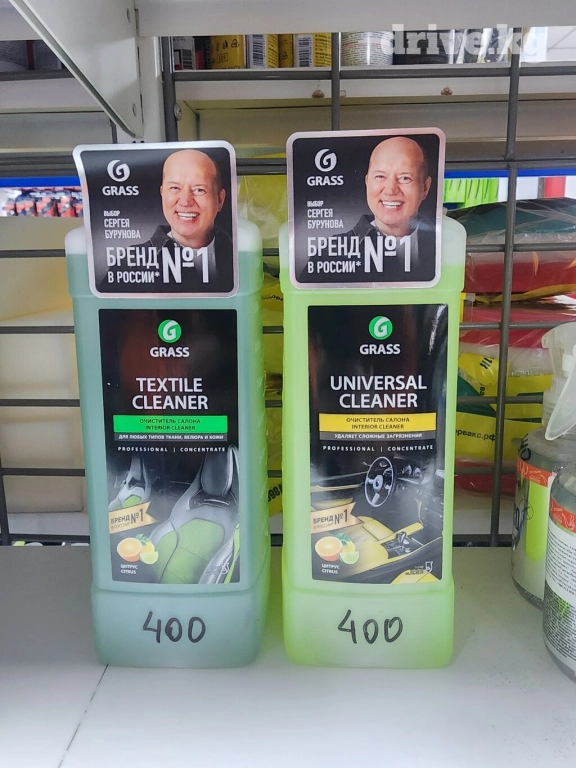 drive.kg
GRASS
ВЫБОР
СЕРГЕЯ
БУРУНОВА
БРЕНД
В РОССИИ*
№1
GRASS
TEXTILE
CLEANER
ОЧИСТИТЕЛЬ САЛОНА
INTERIOR CLEANER
ДЛЯ ЛЮБЫХ ТИПОВ ТКАНИ, ВЕЛЮРА И КОЖИ
PROFESSIONAL | CONCENTRATE
БРЕНД №1
В РОССИИ*
ЦИТРУС
CITRUS
400
GRASS
ВЫБОР
СЕРГЕЯ
БУРУНОВА
БРЕНД
В РОССИИ*
№1
GRASS
UNIVERSAL
CLEANER
ОЧИСТИТЕЛЬ САЛОНА
INTERIOR CLEANER
УДАЛЯЕТ СЛОЖНЫЕ ЗАГРЯЗНЕНИЯ
PROFESSIONAL | CONCENTRATE
БРЕНД №1
В РОССИИ*
ЦИТРУС
CITRUS
400